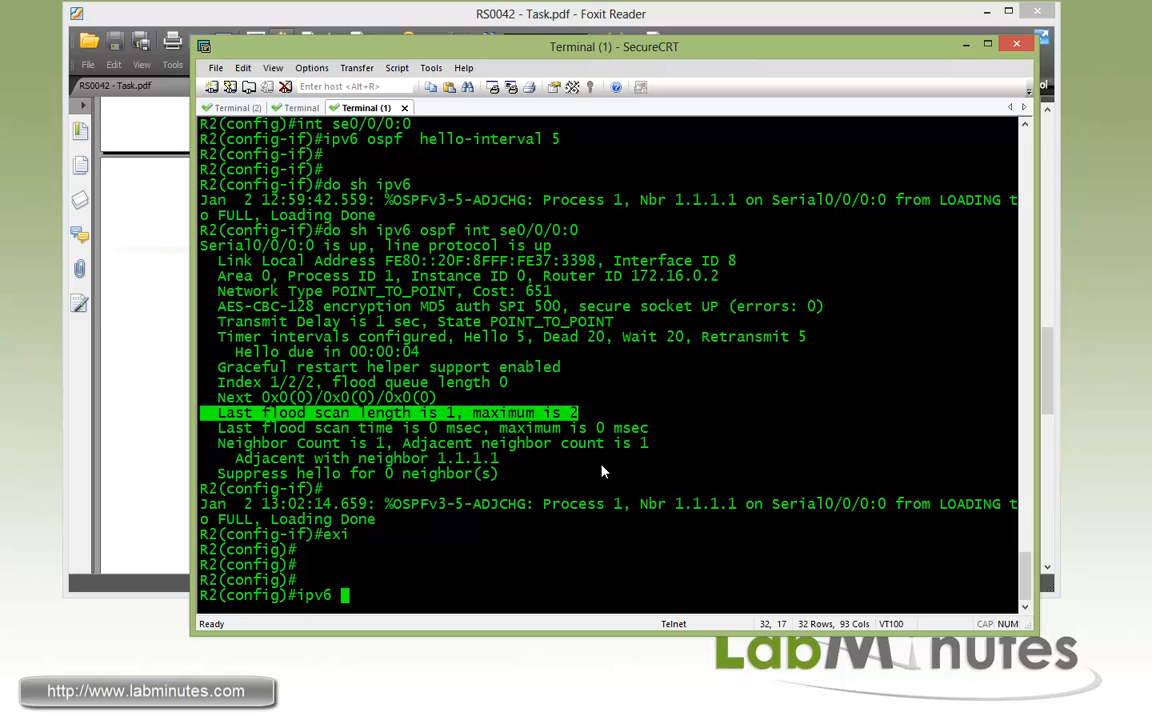 RS0042 - Task.pdf - Foxit Reader
File Edit View Tools
RS0042 - Task.pdf
Terminal (1) - SecureCRT
File Edit View Options Transfer Script Tools Help
Enter host <Alt+R>
Terminal (2) Terminal Terminal (1)
R2(config)#int se0/0/0:0
R2(config-if)#ipv6 ospf  hello-interval 5
R2(config-if)#
R2(config-if)#
R2(config-if)#do sh ipv6
Jan  2 12:59:42.559: %OSPFv3-5-ADJCHG: Process 1, Nbr 1.1.1.1 on Serial0/0/0:0 from LOADING t
o FULL, Loading Done
R2(config-if)#do sh ipv6 ospf int se0/0/0:0
Serial0/0/0:0 is up, line protocol is up
Link Local Address FE80::20F:8FFF:FE37:3398, Interface ID 8
Area 0, Process ID 1, Instance ID 0, Router ID 172.16.0.2
Network Type POINT_TO_POINT, Cost: 651
AES-CBC-128 encryption MD5 auth SPI 500, secure socket UP (errors: 0)
Transmit Delay is 1 sec, State POINT_TO_POINT
Timer intervals configured, Hello 5, Dead 20, Wait 20, Retransmit 5
Hello due in 00:00:04
Graceful restart helper support enabled
Index 1/2/2, flood queue length 0
Next 0x0(0)/0x0(0)/0x0(0)
Last flood scan length is 1, maximum is 2
Last flood scan time is 0 msec, maximum is 0 msec
Neighbor Count is 1, Adjacent neighbor count is 1
Adjacent with neighbor 1.1.1.1
Suppress hello for 0 neighbor(s)
R2(config-if)#
Jan  2 13:02:14.659: %OSPFv3-5-ADJCHG: Process 1, Nbr 1.1.1.1 on Serial0/0/0:0 from LOADING t
o FULL, Loading Done
R2(config-if)#exi
R2(config)#
R2(config)#
R2(config)#
R2(config)#ipv6
Ready Telnet 32, 17 32 Rows, 93 Cols VT100 CAP NUM
LabMinutes
http://www.labminutes.com